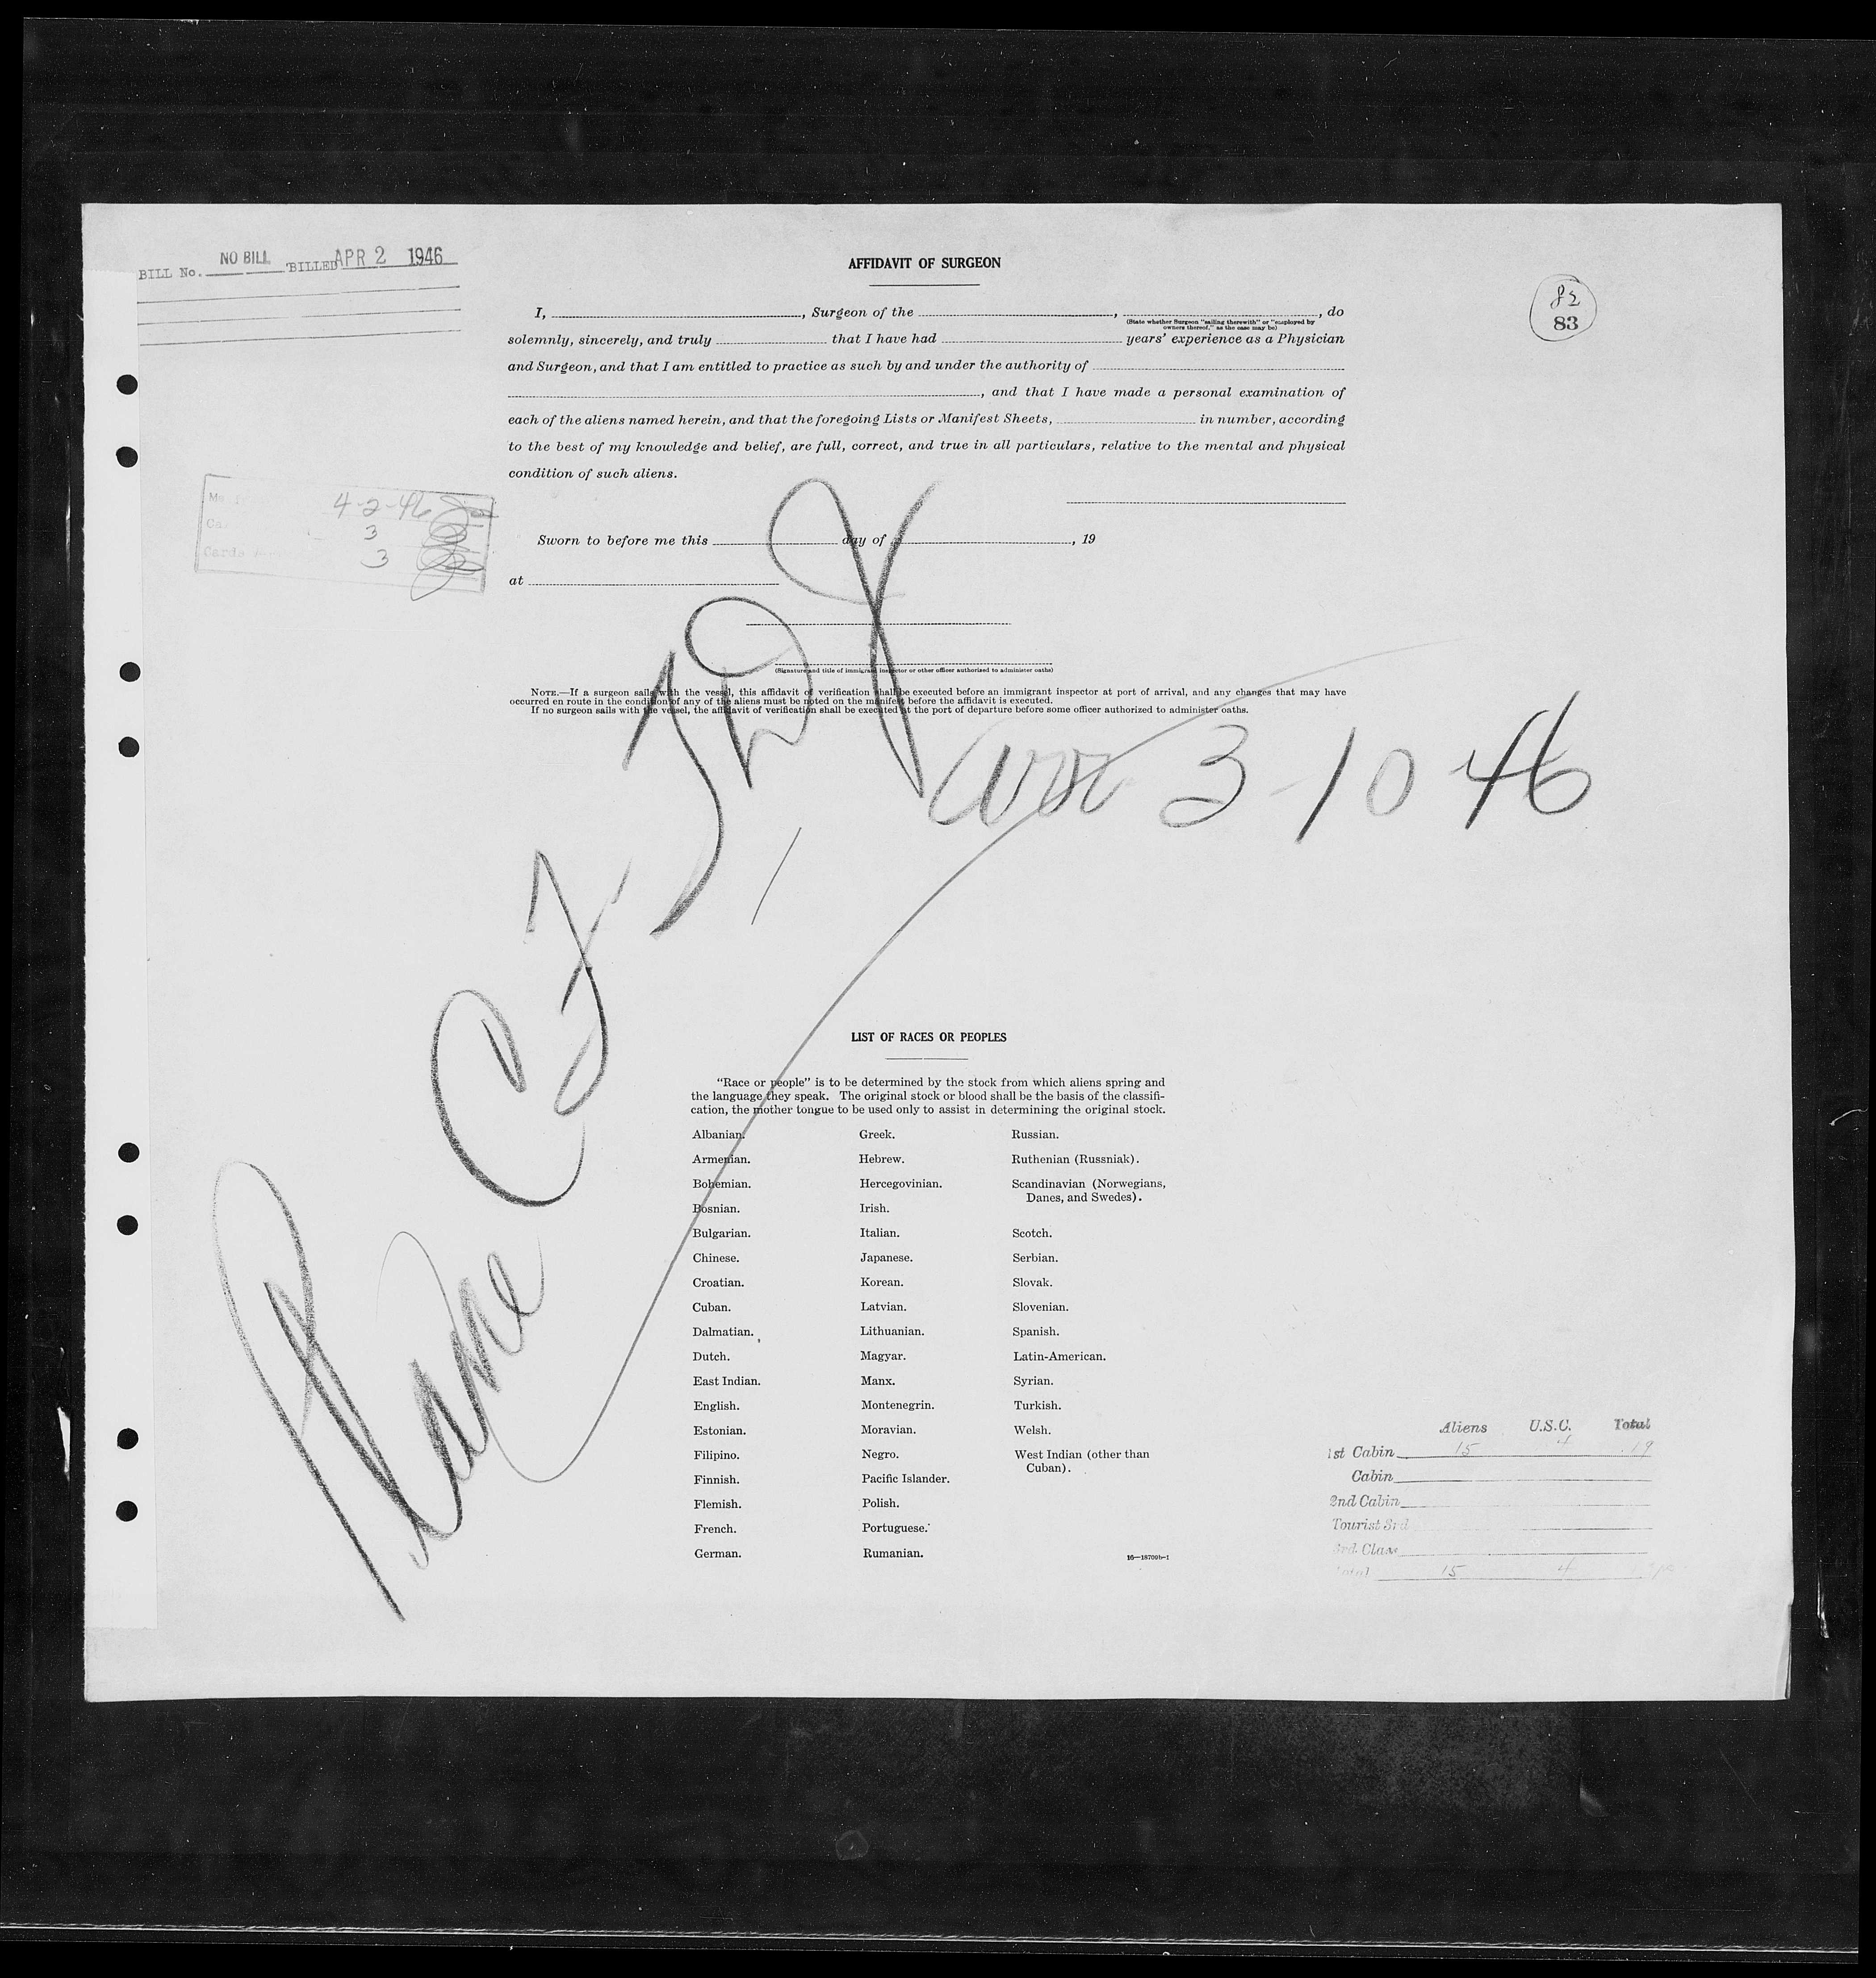 BILL No. NO BILL BILLED APR 2 1946
AFFIDAVIT OF SURGEON
82
83
I, , Surgeon of the , , do
(State whether Surgeon "sailing therewith" or "employed by
owners thereof," as the case may be)
solemnly, sincerely, and truly that I have had years' experience as a Physician
and Surgeon, and that I am entitled to practice as such by and under the authority of
, and that I have made a personal examination of
each of the aliens named herein, and that the foregoing Lists or Manifest Sheets, in number, according
to the best of my knowledge and belief, are full, correct, and true in all particulars, relative to the mental and physical
condition of such aliens.
4-2-46
3
Cards 3
Sworn to before me this day of , 19
at
(Signature and title of immigrant inspector or other officer authorized to administer oaths)
NOTE.—If a surgeon sails with the vessel, this affidavit of verification shall be executed before an immigrant inspector at port of arrival, and any changes that may have
occurred en route in the condition of any of the aliens must be noted on the manifest before the affidavit is executed.
If no surgeon sails with the vessel, the affidavit of verification shall be executed at the port of departure before some officer authorized to administer oaths.
Plane CF
3-10 46
LIST OF RACES OR PEOPLES
"Race or people" is to be determined by the stock from which aliens spring and
the language they speak. The original stock or blood shall be the basis of the classifi-
cation, the mother tongue to be used only to assist in determining the original stock.
Albanian.
Armenian.
Bohemian.
Bosnian.
Bulgarian.
Chinese.
Croatian.
Cuban.
Dalmatian.
Dutch.
East Indian.
English.
Estonian.
Filipino.
Finnish.
Flemish.
French.
German.
Greek.
Hebrew.
Hercegovinian.
Irish.
Italian.
Japanese.
Korean.
Latvian.
Lithuanian.
Magyar.
Manx.
Montenegrin.
Moravian.
Negro.
Pacific Islander.
Polish.
Portuguese.
Rumanian.
Russian.
Ruthenian (Russniak).
Scandinavian (Norwegians,
Danes, and Swedes).
Scotch.
Serbian.
Slovak.
Slovenian.
Spanish.
Latin-American.
Syrian.
Turkish.
Welsh.
West Indian (other than
Cuban).
16—18709b-1
Aliens U.S.C. Total
1st Cabin 15 4 19
Cabin
2nd Cabin
Tourist 3rd
3rd Class
Total 15 4